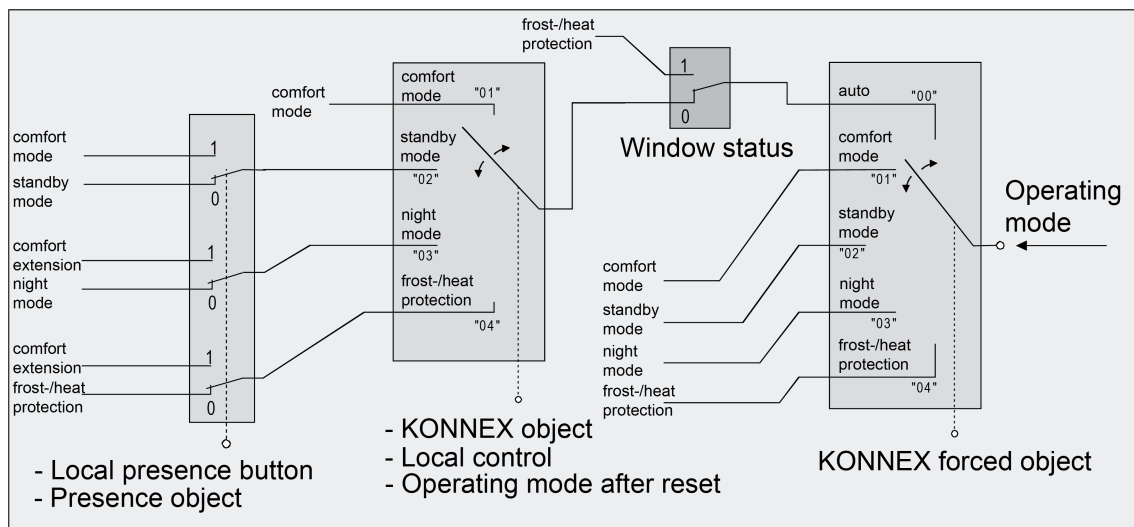 frost-/heat
protection
1
0
Window status
comfort
mode
comfort
mode
"01"
standby
mode
"02"
night
mode
"03"
frost-/heat
protection
"04"
comfort
mode
1
standby
mode
0
comfort
extension
1
night
mode
0
comfort
extension
1
frost-/heat
protection
0
auto
"00"
comfort
mode
"01"
standby
mode
"02"
night
mode
"03"
frost-/heat
protection
"04"
comfort
mode
standby
mode
night
mode
frost-/heat
protection
Operating
mode
- Local presence button
- Presence object
- KONNEX object
- Local control
- Operating mode after reset
KONNEX forced object